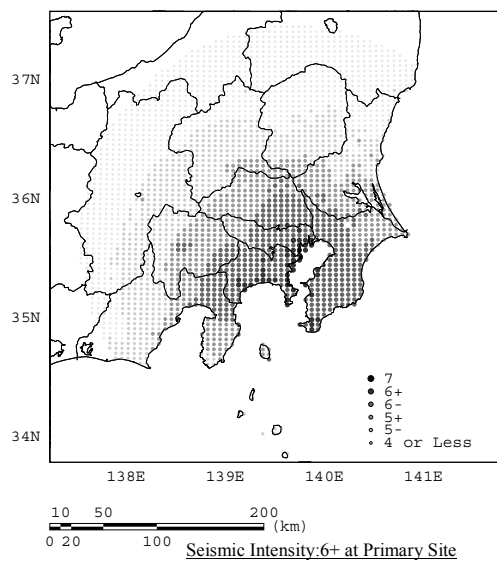 37N
36N
35N
34N
7
6+
6-
5+
5-
4 or Less
138E 139E 140E 141E
10 50 200
(km)
0 20 100
Seismic Intensity:6+ at Primary Site